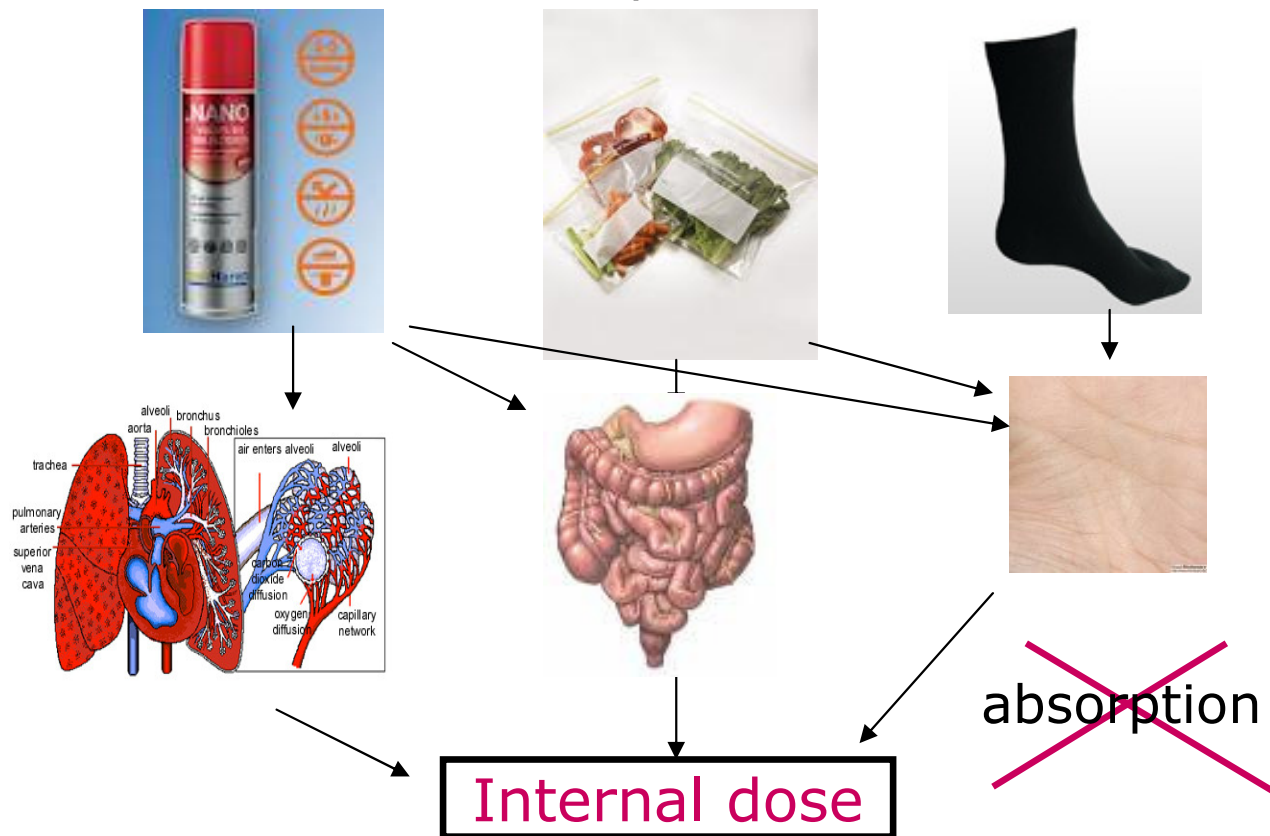 NANO
alveoli
bronchus
aorta
bronchioles
trachea
pulmonary
arteries
superior
vena
cava
air enters alveoli
alveoli
carbon
dioxide
diffusion
oxygen
diffusion
capillary
network
absorption
Internal dose